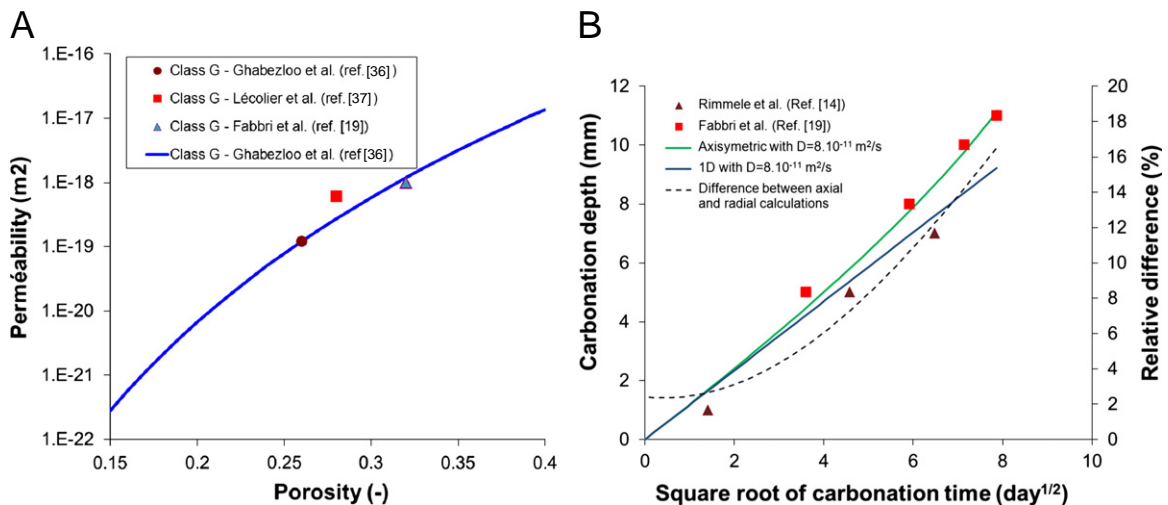 A
1.E-16
1.E-17
1.E-18
1.E-19
1.E-20
1.E-21
1.E-22
Perméability (m2)
Class G - Ghabezloo et al. (ref. [36])
Class G - Lécolier et al. (ref. [37])
Class G - Fabbri et al. (ref. [19])
Class G - Ghabezloo et al. (ref [36])
0.15
0.2
0.25
0.3
0.35
0.4
Porosity (-)
B
12
10
8
6
4
2
0
Carbonation depth (mm)
Rimmele et al. (Ref. [14])
Fabbri et al. (Ref. [19])
Axisymetric with D=8.10⁻¹¹ m²/s
1D with D=8.10⁻¹¹ m²/s
Difference between axial
and radial calculations
20
18
16
14
12
10
8
6
4
2
0
Relative difference (%)
0
2
4
6
8
10
Square root of carbonation time (day¹/²)